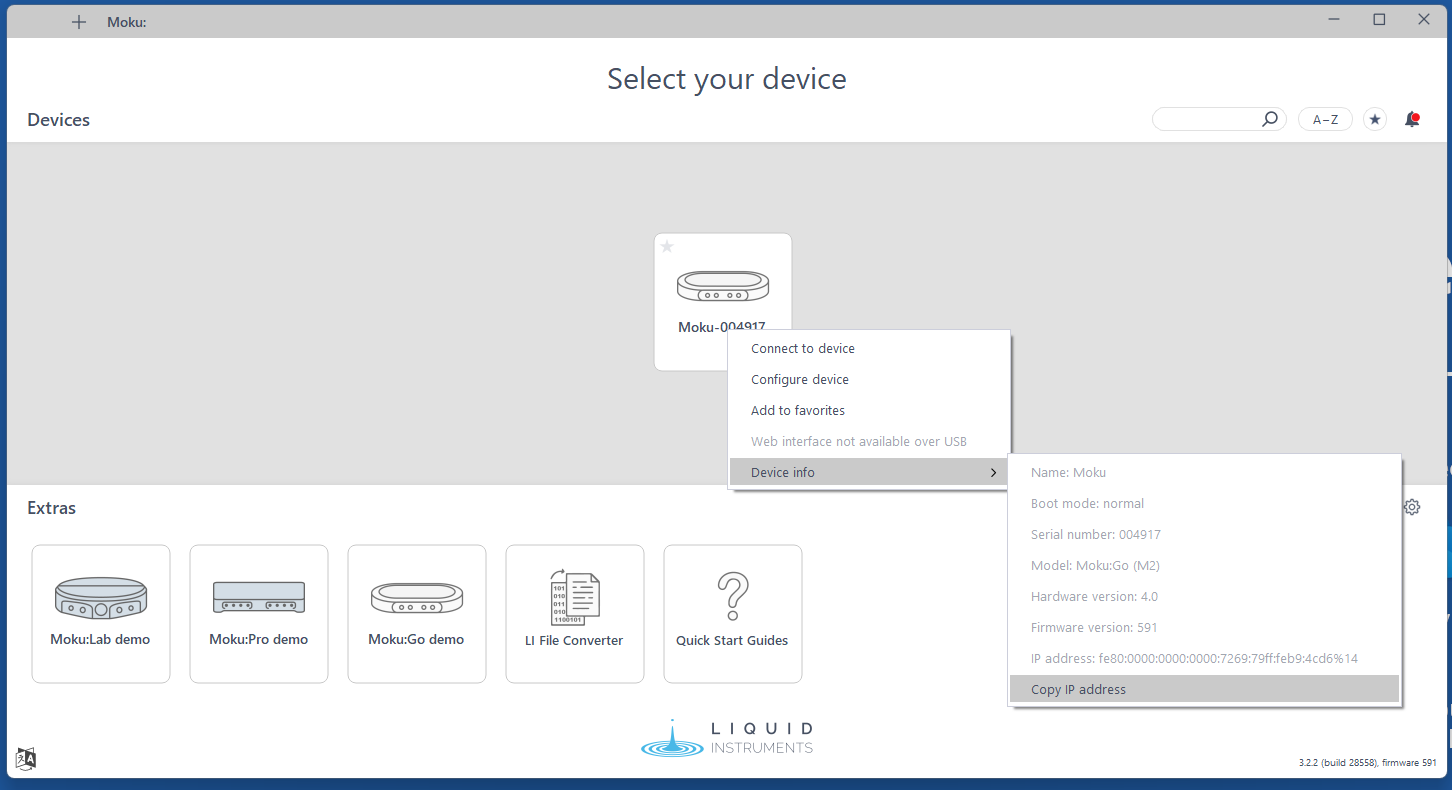 Moku:
Select your device
Devices
A–Z
Moku-004917
Connect to device
Configure device
Add to favorites
Web interface not available over USB
Device info
Name: Moku
Boot mode: normal
Serial number: 004917
Model: Moku:Go (M2)
Hardware version: 4.0
Firmware version: 591
IP address: fe80:0000:0000:0000:7269:79ff:feb9:4cd6%14
Copy IP address
Extras
Moku:Lab demo
Moku:Pro demo
Moku:Go demo
101
010
011
010
1100101
LI File Converter
Quick Start Guides
LIQUID
INSTRUMENTS
3.2.2 (build 28558), firmware 591